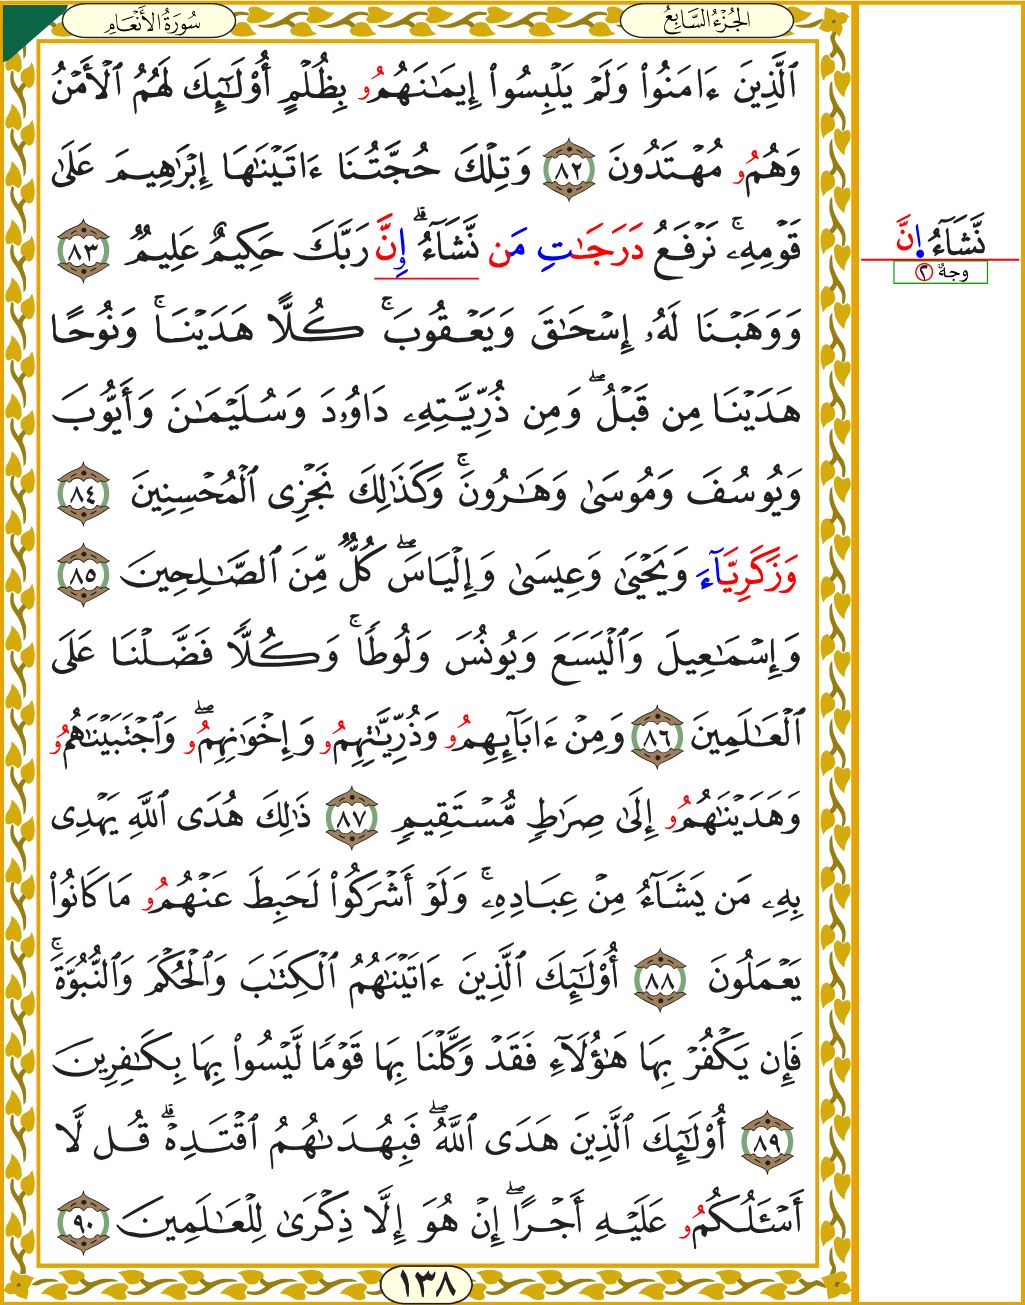 الجُزْءُ السَّابِعُ
سُورَةُ الأَنْعَامِ
ٱلَّذِينَ ءَامَنُواْ وَلَمْ يَلْبِسُواْ إِيمَٰنَهُمُۥ بِظُلْمٍ أُوْلَٰٓئِكَ لَهُمُ ٱلْأَمْنُ
وَهُمُۥ مُهْتَدُونَ ٨٢ وَتِلْكَ حُجَّتُنَا ءَاتَيْنَٰهَا إِبْرَٰهِيمَ عَلَىٰ
قَوْمِهِۦۚ نَرْفَعُ دَرَجَٰتِ مَن نَّشَآءُۗ إِنَّ رَبَّكَ حَكِيمٌ عَلِيمٌ ٨٣
وَوَهَبْنَا لَهُۥ إِسْحَٰقَ وَيَعْقُوبَۚ كُلًّا هَدَيْنَاۚ وَنُوحًا
هَدَيْنَا مِن قَبْلُۖ وَمِن ذُرِّيَّتِهِۦ دَاوُۥدَ وَسُلَيْمَٰنَ وَأَيُّوبَ
وَيُوسُفَ وَمُوسَىٰ وَهَٰرُونَۚ وَكَذَٰلِكَ نَجْزِى ٱلْمُحْسِنِينَ ٨٤
وَزَكَرِيَّآءَ وَيَحْيَىٰ وَعِيسَىٰ وَإِلْيَاسَۖ كُلٌّ مِّنَ ٱلصَّٰلِحِينَ ٨٥
وَإِسْمَٰعِيلَ وَٱلْيَسَعَ وَيُونُسَ وَلُوطًاۚ وَكُلًّا فَضَّلْنَا عَلَى
ٱلْعَٰلَمِينَ ٨٦ وَمِنْ ءَابَآئِهِمُۥ وَذُرِّيَّٰتِهِمُۥ وَإِخْوَٰنِهِمُۥۖ وَٱجْتَبَيْنَٰهُمُۥ
وَهَدَيْنَٰهُمُۥ إِلَىٰ صِرَٰطٍ مُّسْتَقِيمٍ ٨٧ ذَٰلِكَ هُدَى ٱللَّهِ يَهْدِى
بِهِۦ مَن يَشَآءُ مِنْ عِبَادِهِۦۚ وَلَوْ أَشْرَكُواْ لَحَبِطَ عَنْهُمُۥ مَا كَانُواْ
يَعْمَلُونَ ٨٨ أُوْلَٰٓئِكَ ٱلَّذِينَ ءَاتَيْنَٰهُمُ ٱلْكِتَٰبَ وَٱلْحُكْمَ وَٱلنُّبُوَّةَۚ
فَإِن يَكْفُرْ بِهَا هَٰٓؤُلَآءِ فَقَدْ وَكَّلْنَا بِهَا قَوْمًا لَّيْسُواْ بِهَا بِكَٰفِرِينَ
٨٩ أُوْلَٰٓئِكَ ٱلَّذِينَ هَدَى ٱللَّهُۖ فَبِهُدَىٰهُمُ ٱقْتَدِهْۗ قُل لَّا
أَسْـَٔلُكُمُۥ عَلَيْهِ أَجْرًاۖ إِنْ هُوَ إِلَّا ذِكْرَىٰ لِلْعَٰلَمِينَ ٩٠
١٣٨
نَّشَآءُ إِنَّ
وجهٌ ٢